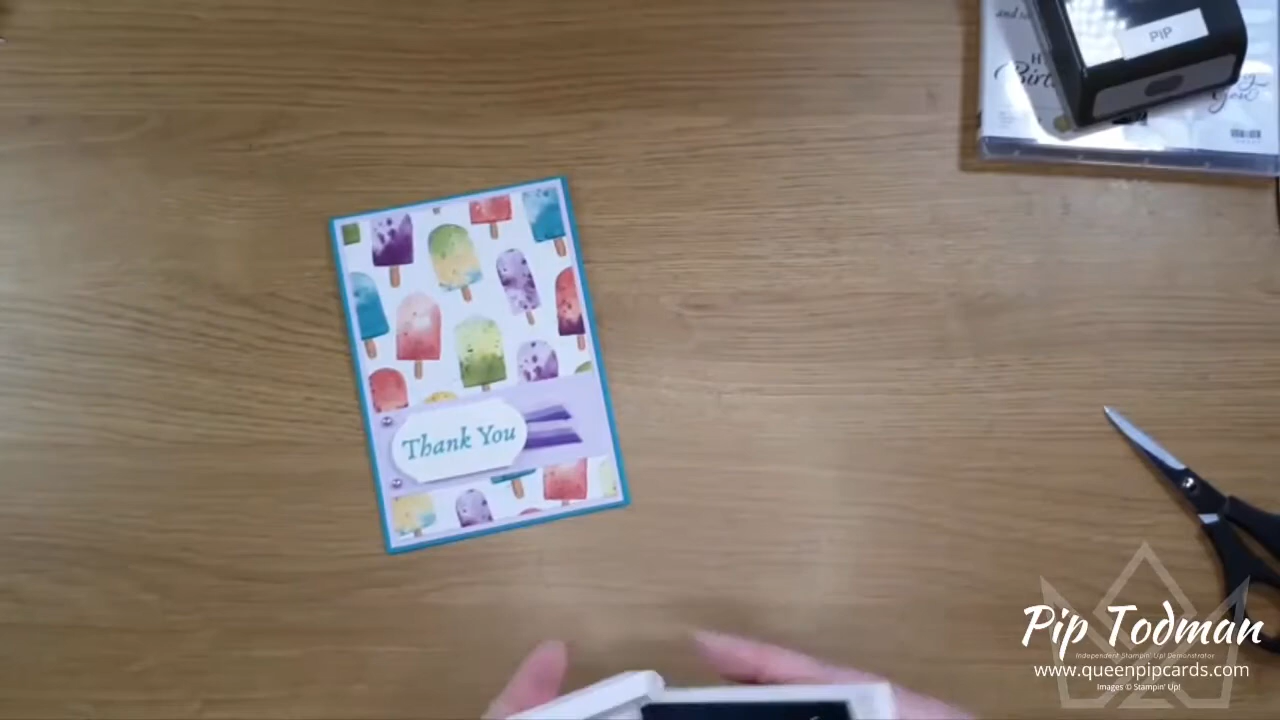 PIP
Thank You
Pip Todman
Independent Stampin' Up! Demonstrator
www.queenpipcards.com
Images © Stampin' Up!